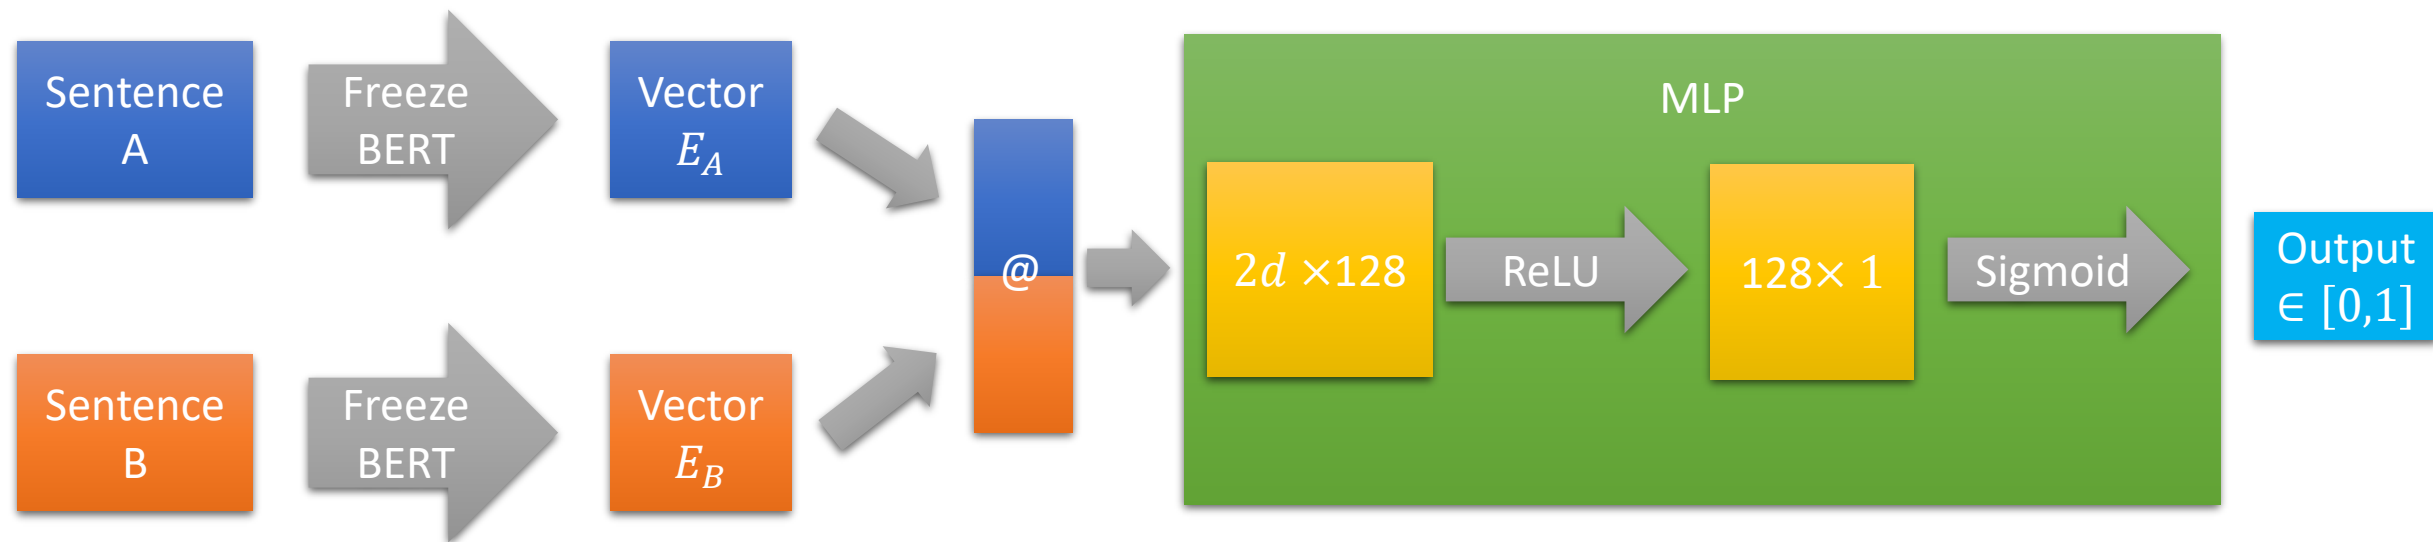 Sentence
A
Freeze
BERT
Vector
E_A
Sentence
B
Freeze
BERT
Vector
E_B
@
MLP
2d ×128
ReLU
128× 1
Sigmoid
Output
∈ [0,1]